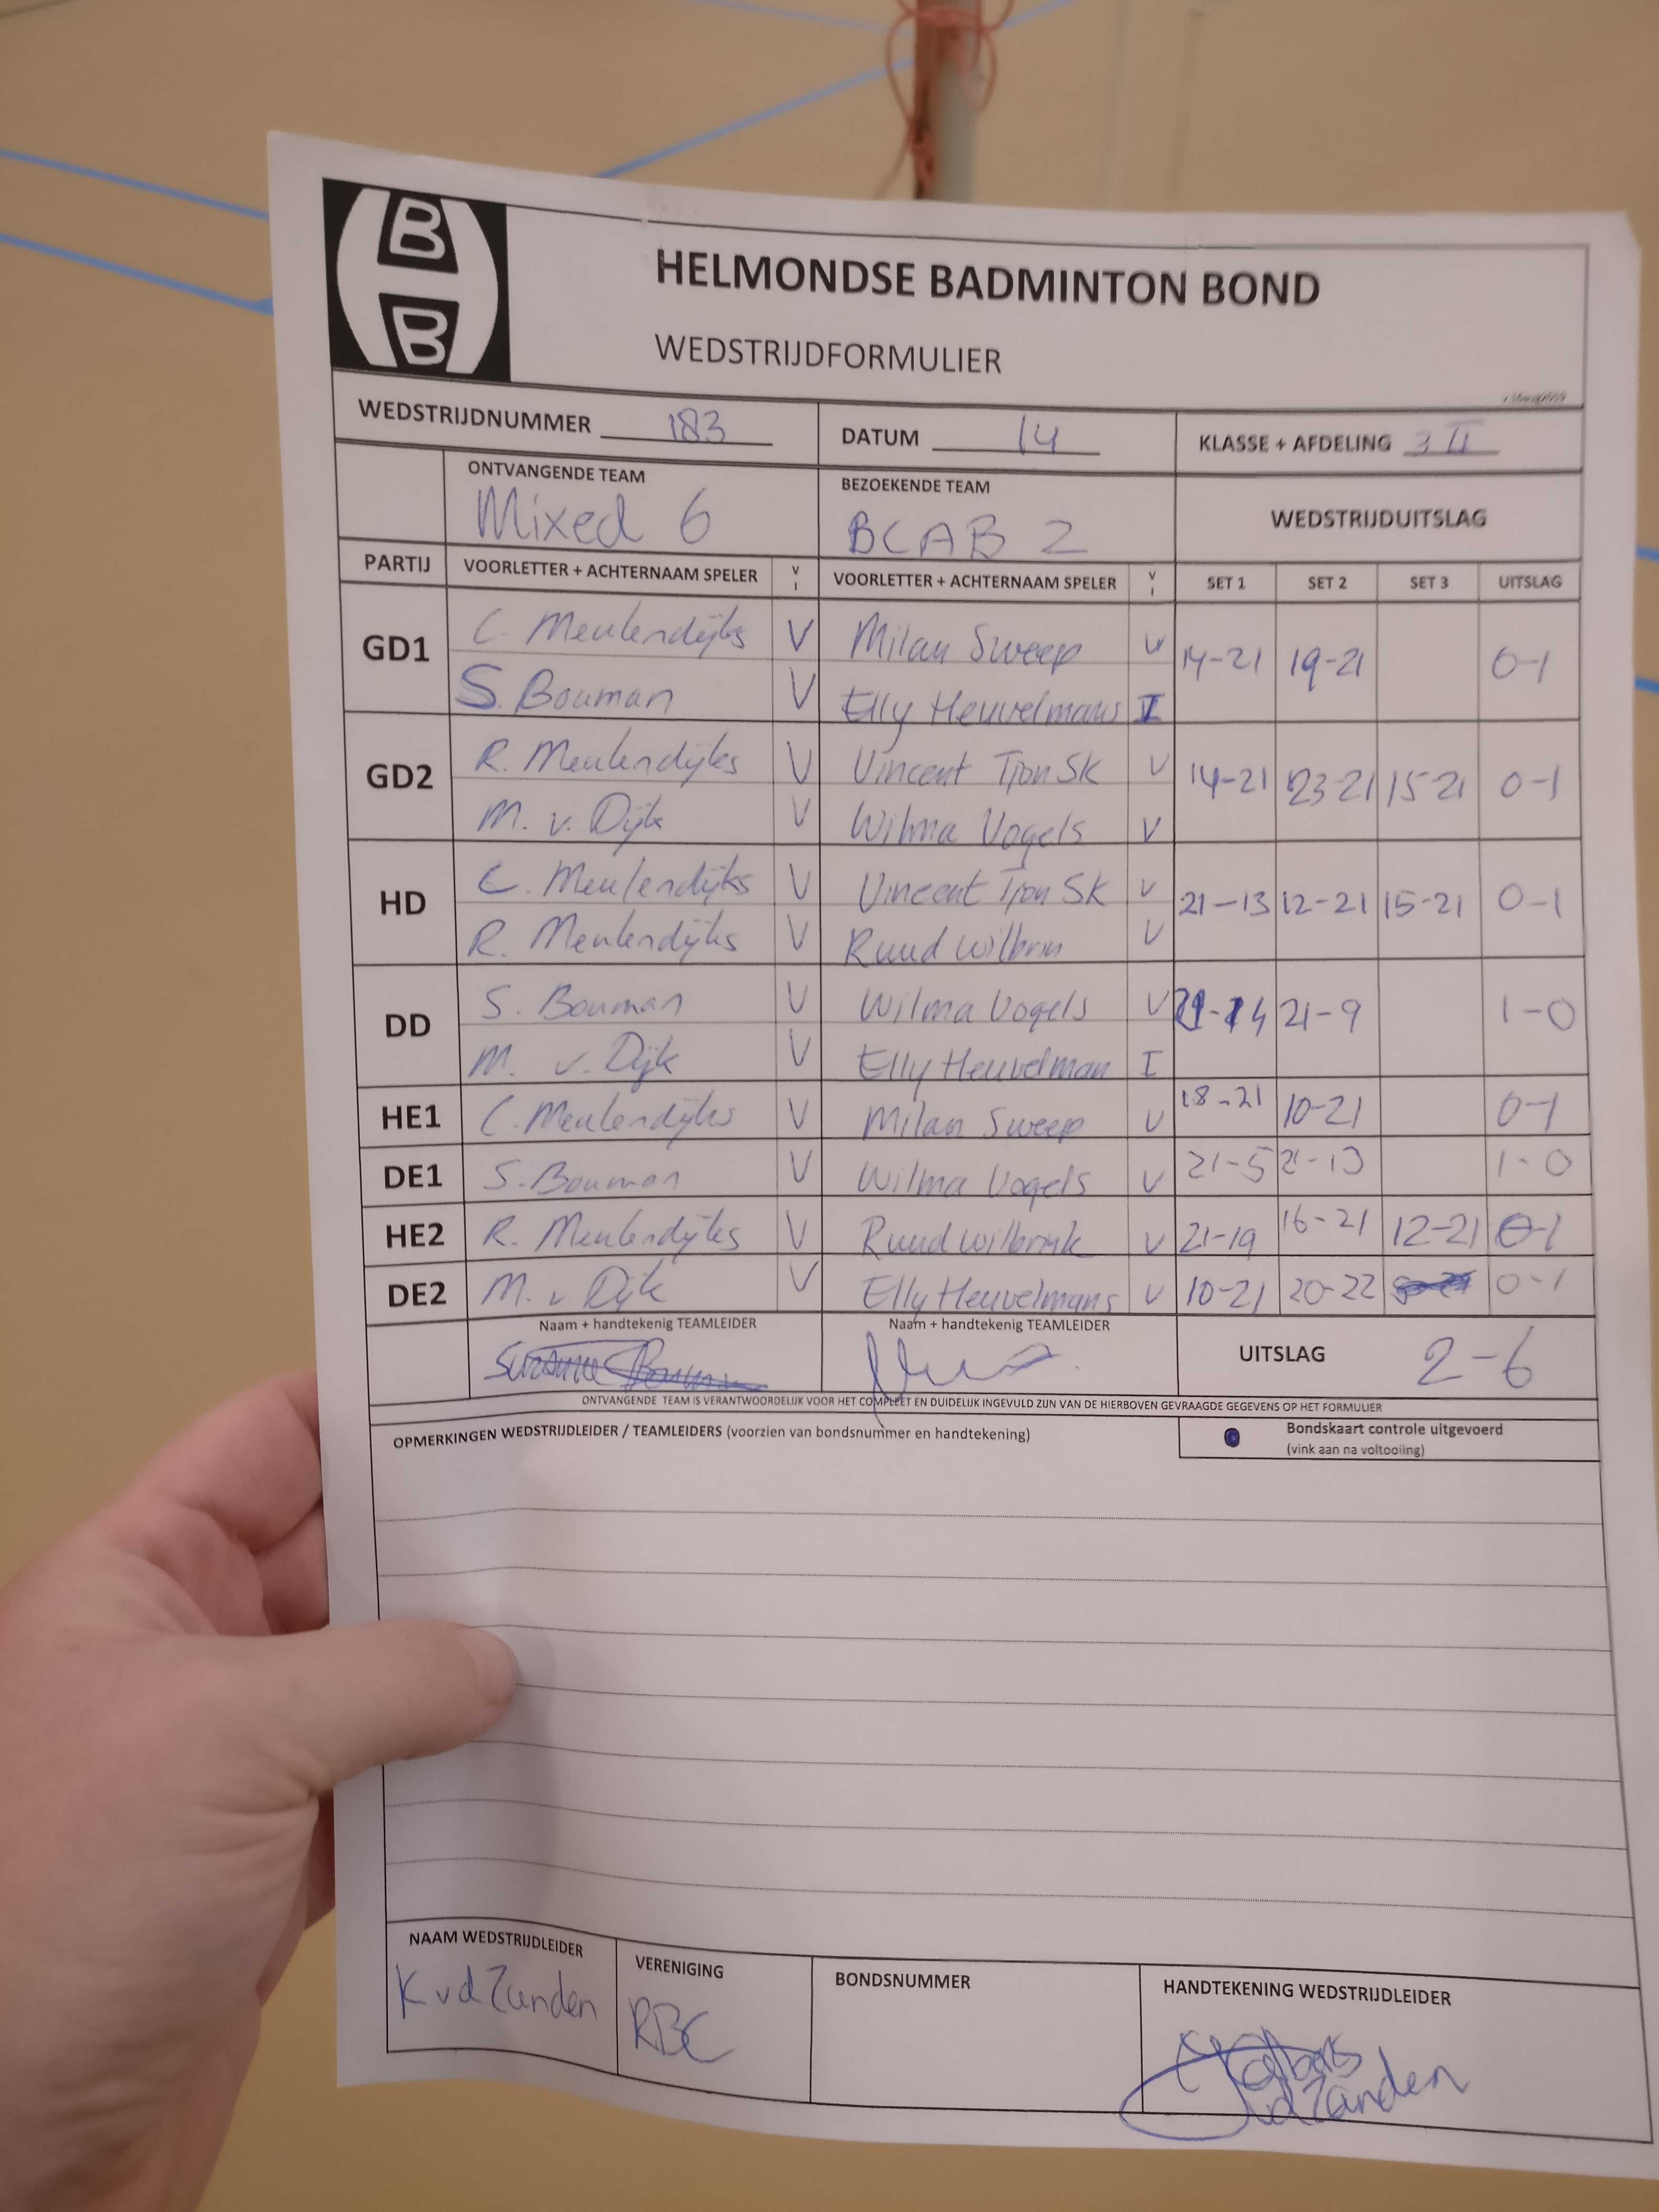 B
B
HELMONDSE BADMINTON BOND
WEDSTRIJDFORMULIER
WEDSTRIJDNUMMER 183 DATUM 14 KLASSE + AFDELING 3 II
ONTVANGENDE TEAM BEZOEKENDE TEAM WEDSTRIJDUITSLAG
Mixed 6 BCAB 2
PARTIJ VOORLETTER + ACHTERNAAM SPELER V I VOORLETTER + ACHTERNAAM SPELER V I SET 1 SET 2 SET 3 UITSLAG
GD1 C. Meulendijks V Milan Sweep V 14-21 19-21 0-1
S. Bouman V Elly Heuvelmans I
GD2 R. Meulendijks V Vincent Tjon SK V 14-21 23-21 15-21 0-1
M. v. Dijk V Wilma Vogels V
HD C. Meulendijks V Vincent Tjon SK V 21-13 12-21 15-21 0-1
R. Meulendijks V Ruud V
DD S. Bouman V Wilma Vogels V 21-14 21-9 1-0
M. v. Dijk V Elly Heuvelman I
HE1 C. Meulendijks V Milan Sweep V 18-21 10-21 0-1
DE1 S. Bouman V Wilma Vogels V 21-5 21-13 1-0
HE2 R. Meulendijks V Ruud V 21-19 16-21 12-21 0-1
DE2 M. v Dijk V Elly Heuvelmans V 10-21 20-22 0-1
Naam + handtekenig TEAMLEIDER Naam + handtekenig TEAMLEIDER UITSLAG 2-6
ONTVANGENDE TEAM IS VERANTWOORDELIJK VOOR HET COMPLEET EN DUIDELIJK INGEVULD ZIJN VAN DE HIERBOVEN GEVRAAGDE GEGEVENS OP HET FORMULIER
OPMERKINGEN WEDSTRIJDLEIDER / TEAMLEIDERS (voorzien van bondsnummer en handtekening) Bondskaart controle uitgevoerd
(vink aan na voltooiing)
NAAM WEDSTRIJDLEIDER VERENIGING BONDSNUMMER HANDTEKENING WEDSTRIJDLEIDER
K vd Zanden RBC
vd Zanden